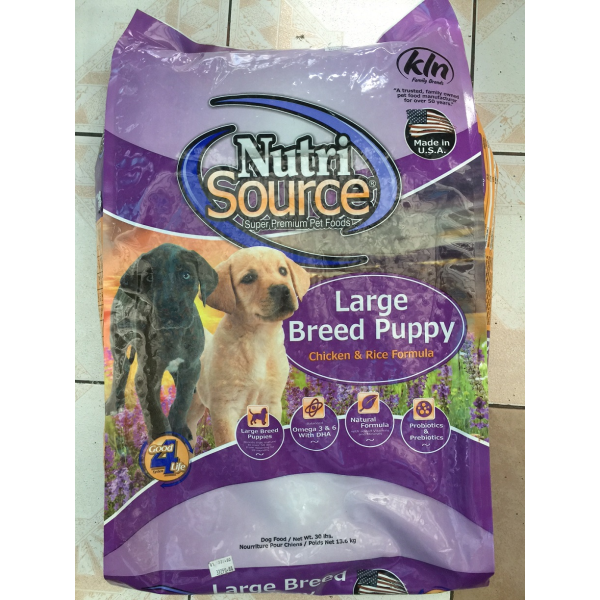 kln
Family Brands
"A trusted, family owned
pet food manufacturer
for over 50 years."
Made in
U.S.A.
Nutri
Source®
Super Premium Pet Foods
Large
Breed Puppy
Chicken & Rice Formula
Large Breed
Puppies
Omega 3 & 6
With DHA
Natural
Formula
Probiotics
&
Prebiotics
Good
4
Life
Dog Food / Net Wt. 30 lbs.
Nourriture Pour Chiens / Poids Net 13.6 kg
Large Breed